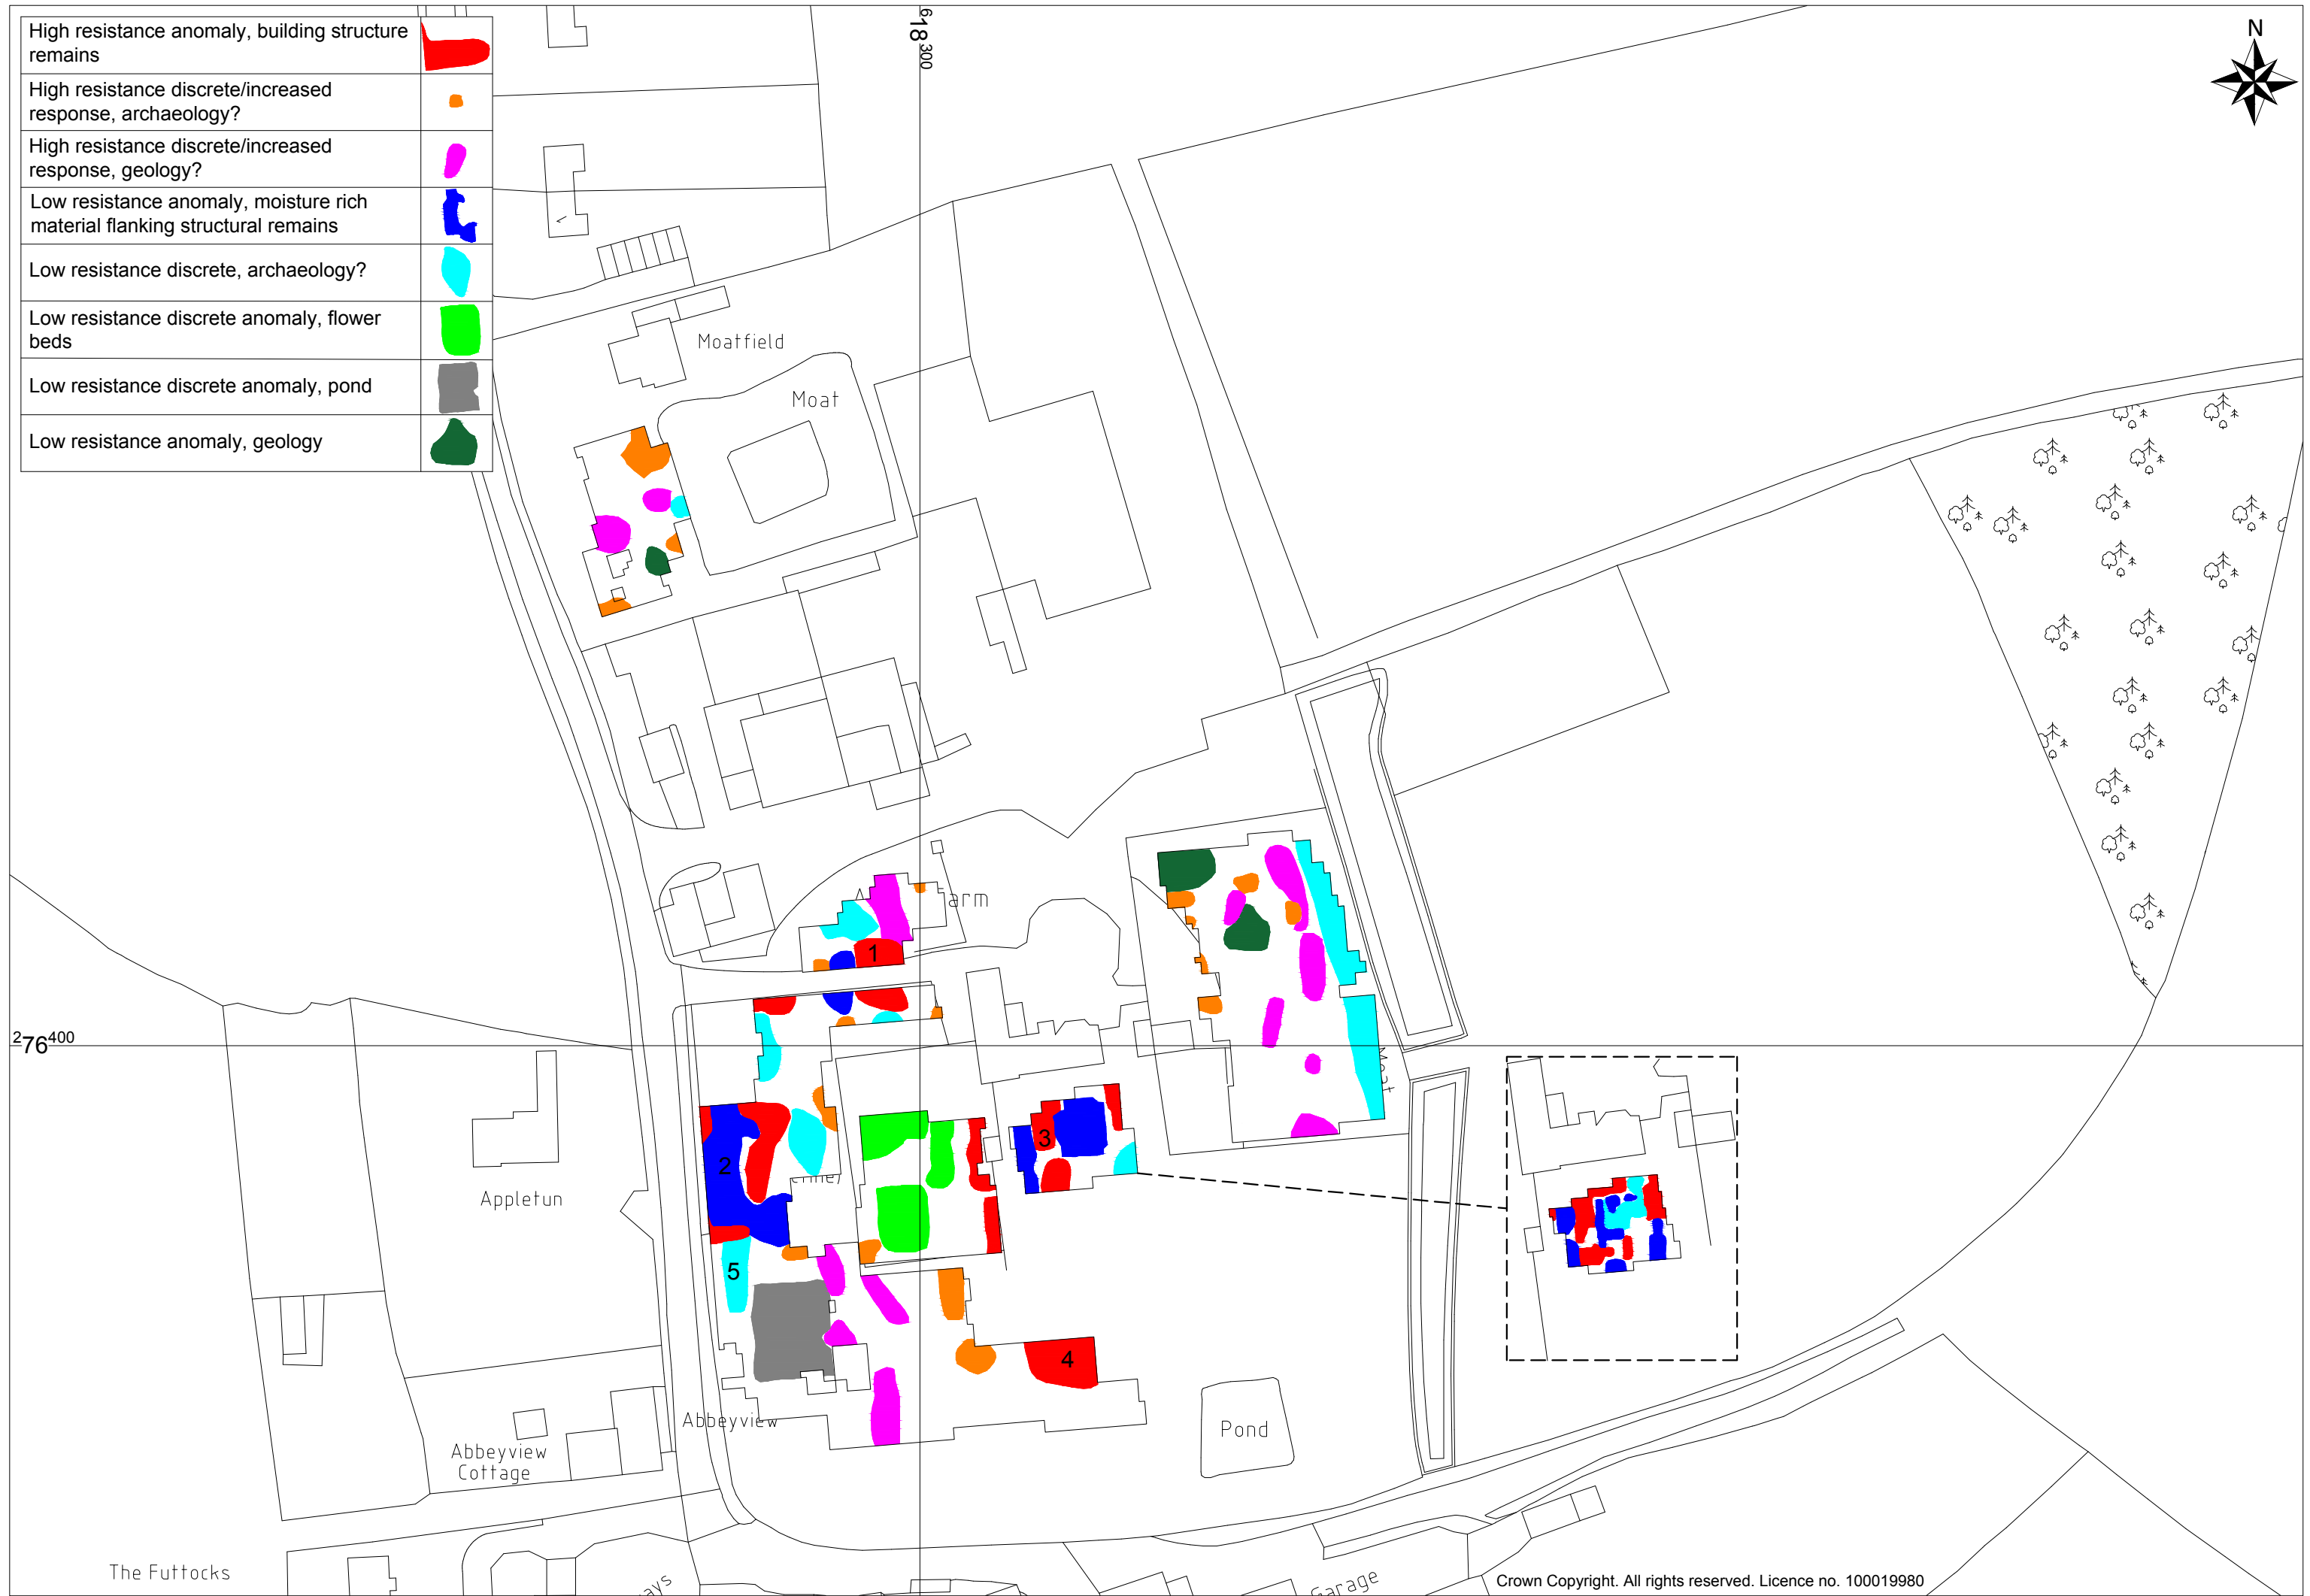 High resistance anomaly, building structure
remains
High resistance discrete/increased
response, archaeology?
High resistance discrete/increased
response, geology?
Low resistance anomaly, moisture rich
material flanking structural remains
Low resistance discrete, archaeology?
Low resistance discrete anomaly, flower
beds
Low resistance discrete anomaly, pond
Low resistance anomaly, geology
618300
N
Moatfield
Moat
arm
1
276400
Moat
2
3
Appletun
5
4
Abbeyview
Pond
Abbeyview
Cottage
The Futtocks
ays
Garage
Crown Copyright. All rights reserved. Licence no. 100019980